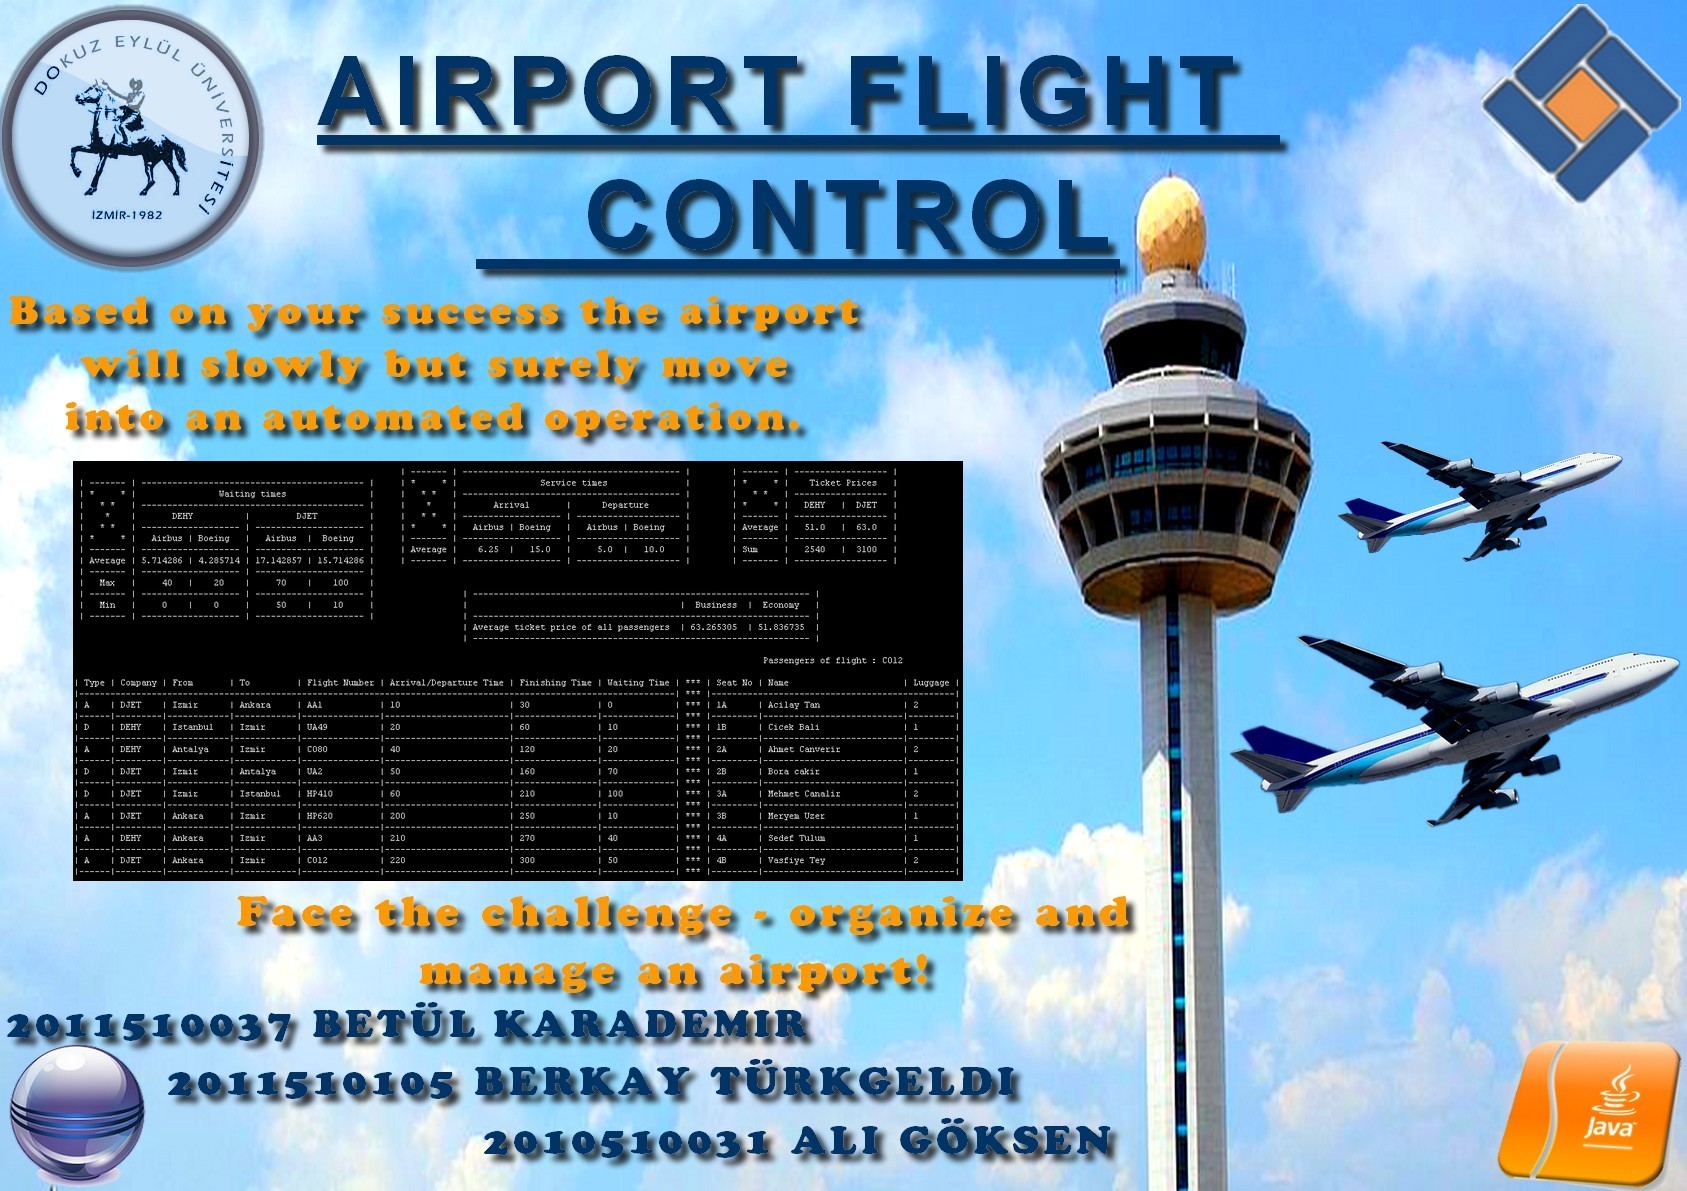 DOKUZ EYLÜL ÜNİVERSİTESİ
İZMİR-1982
AIRPORT FLIGHT
CONTROL
Based on your success the airport
will slowly but surely move
into an automated operation.
Waiting times
DEHY | DJET
Airbus | Boeing | Airbus | Boeing
Average | 5.714286 | 4.285714 | 17.142857 | 15.714286
Max | 40 | 20 | 70 | 100
Min | 0 | 0 | 50 | 10
Service times
Arrival | Departure
Airbus | Boeing | Airbus | Boeing
Average | 6.25 | 15.0 | 5.0 | 10.0
Ticket Prices
DEHY | DJET
Average | 51.0 | 63.0
Sum | 2540 | 3100
| Business | Economy
Average ticket price of all passengers | 63.265305 | 51.836735
Passengers of flight : CO12
| Type | Company | From | To | Flight Number | Arrival/Departure Time | Finishing Time | Waiting Time | *** | Seat No | Name | Luggage |
| A | DJET | Izmir | Ankara | AA1 | 10 | 30 | 0 | *** | 1A | Acilay Tan | 2 |
| D | DEHY | Istanbul | Izmir | UA49 | 20 | 60 | 10 | *** | 1B | Cicek Bali | 1 |
| A | DEHY | Antalya | Izmir | CO80 | 40 | 120 | 20 | *** | 2A | Ahmet Canverir | 2 |
| D | DJET | Izmir | Antalya | UA2 | 50 | 160 | 70 | *** | 2B | Bora cakir | 1 |
| D | DJET | Izmir | Istanbul | HP410 | 60 | 210 | 100 | *** | 3A | Mehmet Canalir | 2 |
| A | DJET | Ankara | Izmir | HP620 | 200 | 250 | 10 | *** | 3B | Meryem Uzer | 1 |
| A | DEHY | Ankara | Izmir | AA3 | 210 | 270 | 40 | *** | 4A | Sedef Tulum | 1 |
| A | DJET | Ankara | Izmir | CO12 | 220 | 300 | 50 | *** | 4B | Vasfiye Tey | 2 |
Face the challenge - organize and
manage an airport!
2011510037 BETÜL KARADEMIR
2011510105 BERKAY TÜRKGELDI
2010510031 ALI GÖKSEN
Java